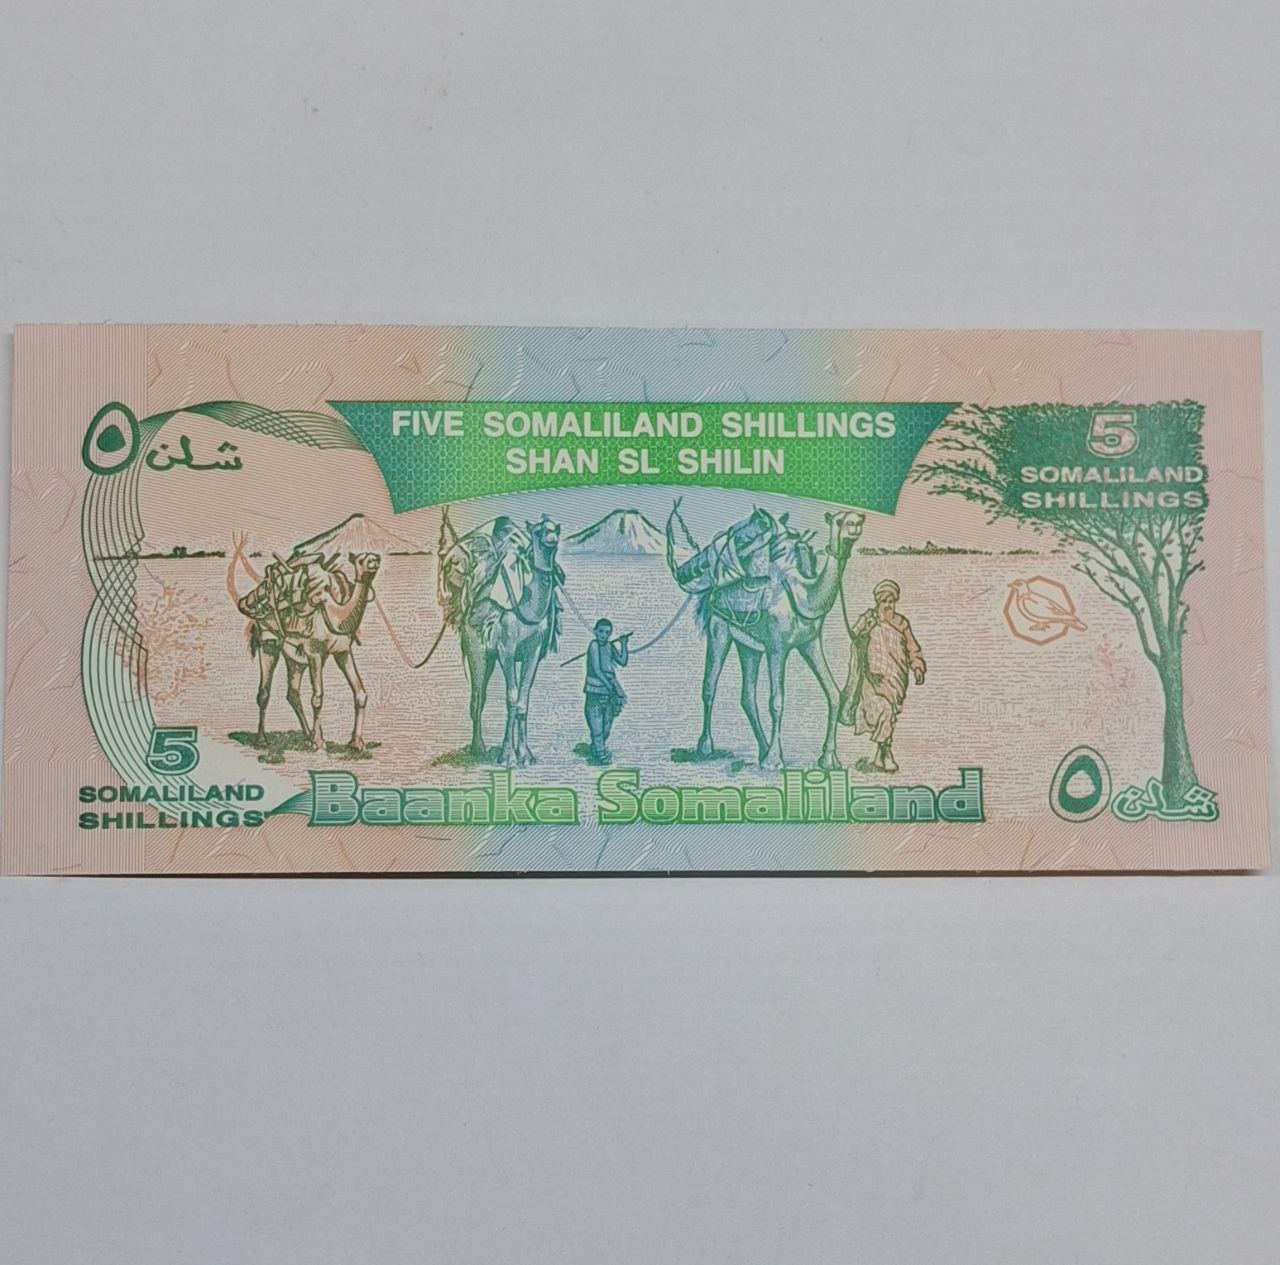 FIVE SOMALILAND SHILLINGS
SHAN SL SHILIN
٥ شلن
5
SOMALILAND
SHILLINGS
5
SOMALILAND
SHILLINGS
Baanka Somaliland
٥ شلن